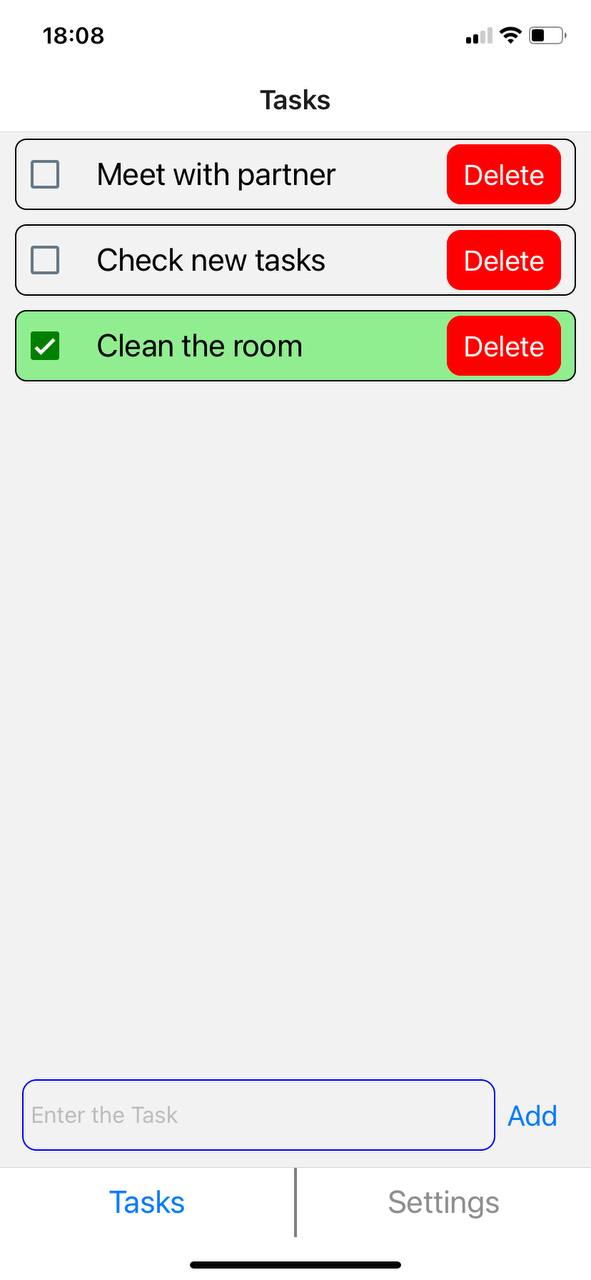 18:08
Tasks
Meet with partner Delete
Check new tasks Delete
Clean the room Delete
Enter the Task Add
Tasks Settings